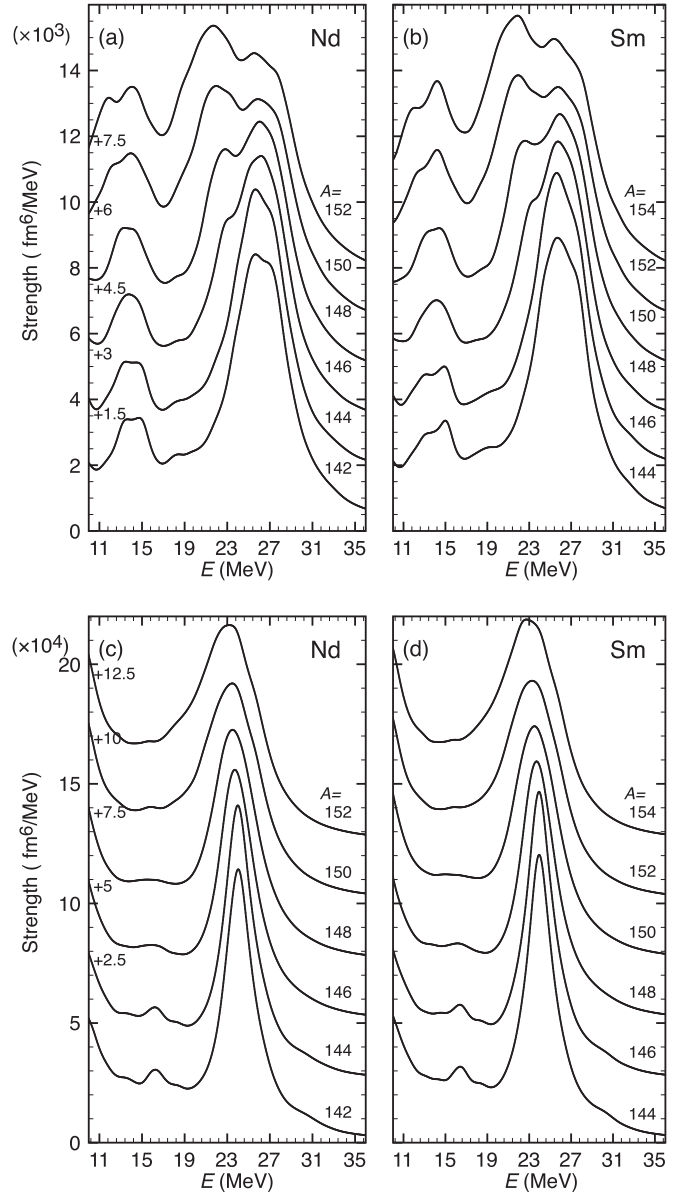 (×10³) (a) Nd (b) Sm
14
12
10
8
6
4
2
0
Strength ( fm⁶/MeV)
+7.5
+6
+4.5
+3
+1.5
A=
152
150
148
146
144
142
A=
154
152
150
148
146
144
11 15 19 23 27 31 35
E (MeV)
11 15 19 23 27 31 35
E (MeV)
(×10⁴) (c) Nd (d) Sm
20
15
10
5
0
Strength ( fm⁶/MeV)
+12.5
+10
+7.5
+5
+2.5
A=
152
150
148
146
144
142
A=
154
152
150
148
146
144
11 15 19 23 27 31 35
E (MeV)
11 15 19 23 27 31 35
E (MeV)